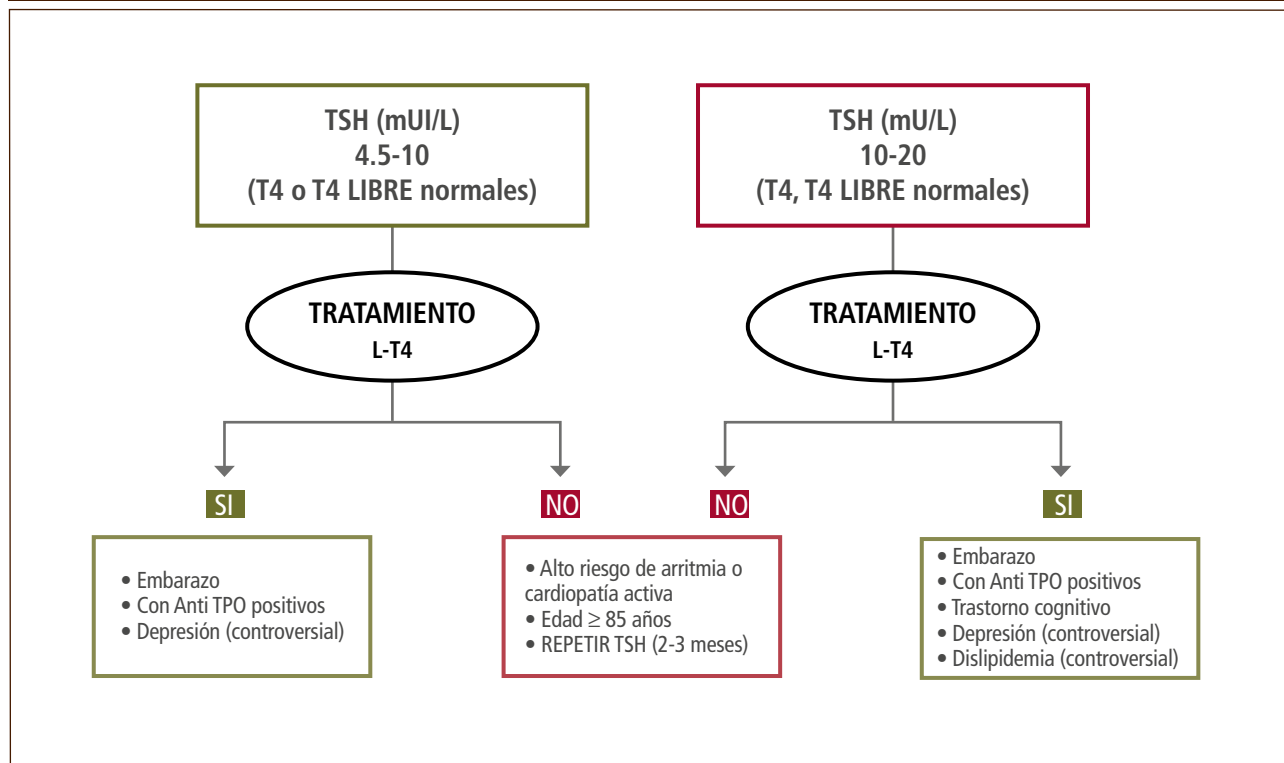 TSH (mUI/L)
4.5-10
(T4 o T4 LIBRE normales)
TSH (mU/L)
10-20
(T4, T4 LIBRE normales)
TRATAMIENTO
L-T4
TRATAMIENTO
L-T4
SI
NO
NO
SI
• Embarazo
• Con Anti TPO positivos
• Depresión (controversial)
• Alto riesgo de arritmia o
cardiopatía activa
• Edad ≥ 85 años
• REPETIR TSH (2-3 meses)
• Embarazo
• Con Anti TPO positivos
• Trastorno cognitivo
• Depresión (controversial)
• Dislipidemia (controversial)